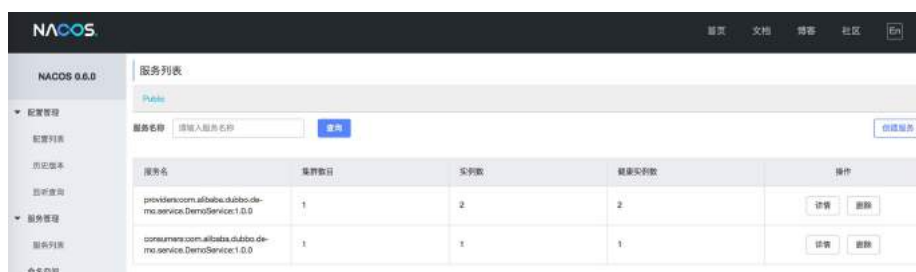 NACOS.
首页 文档 博客 社区 En
NACOS 0.6.0
服务列表
Public
配置管理
服务名称 请输入服务名称 查询 创建服务
配置列表
历史版本
服务名 集群数目 实例数 健康实例数 操作
监听查询
providers:com.alibaba.dubbo.de-
mo.service.DemoService:1.0.0 1 2 2 详情 删除
服务管理
服务列表
consumers:com.alibaba.dubbo.de-
mo.service.DemoService:1.0.0 1 1 1 详情 删除
命名空间